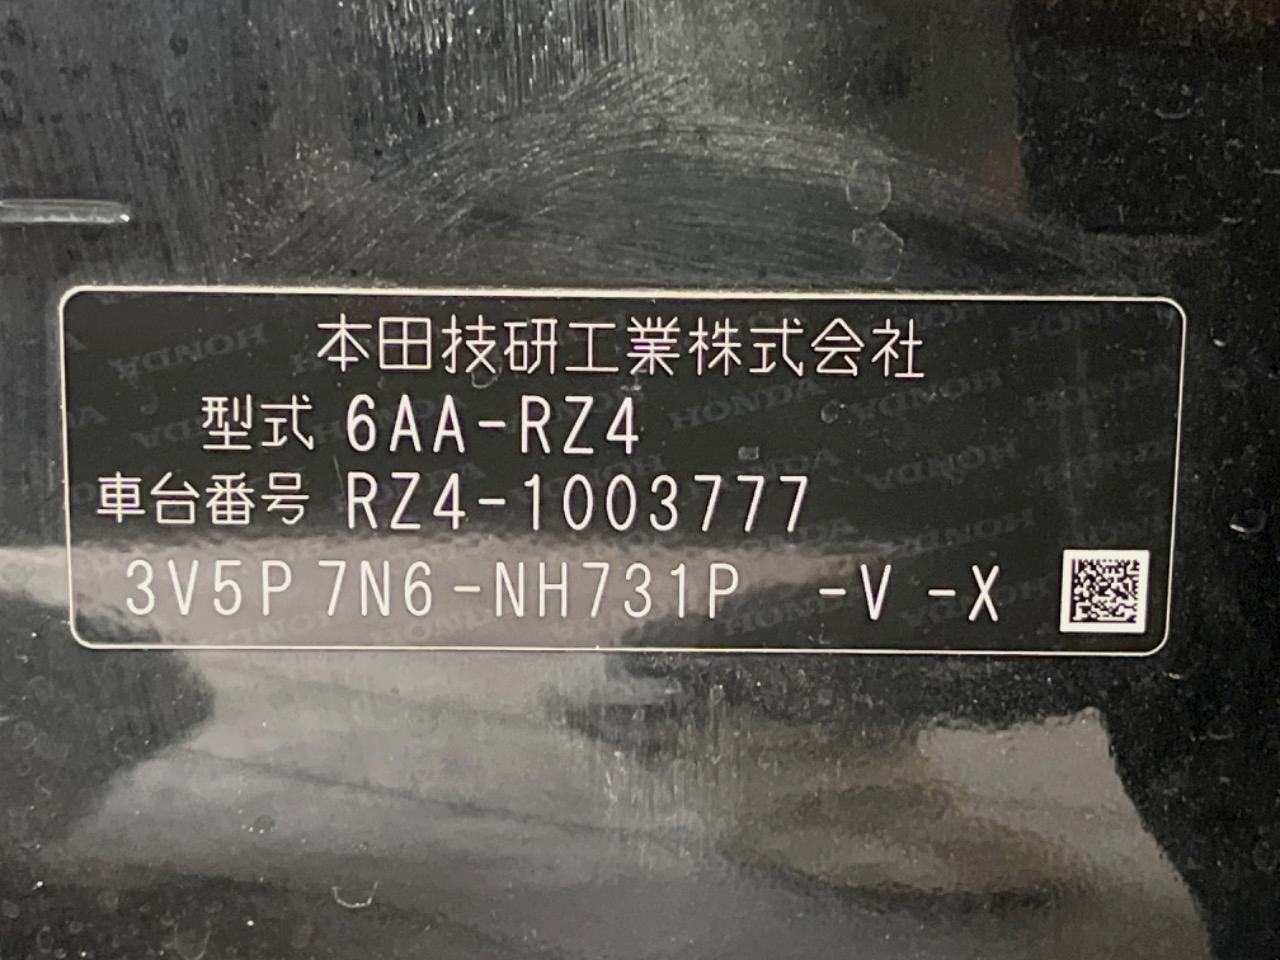 本田技研工業株式会社
型式 6AA-RZ4
車台番号 RZ4-1003777
3V5P 7N6-NH731P -V -X